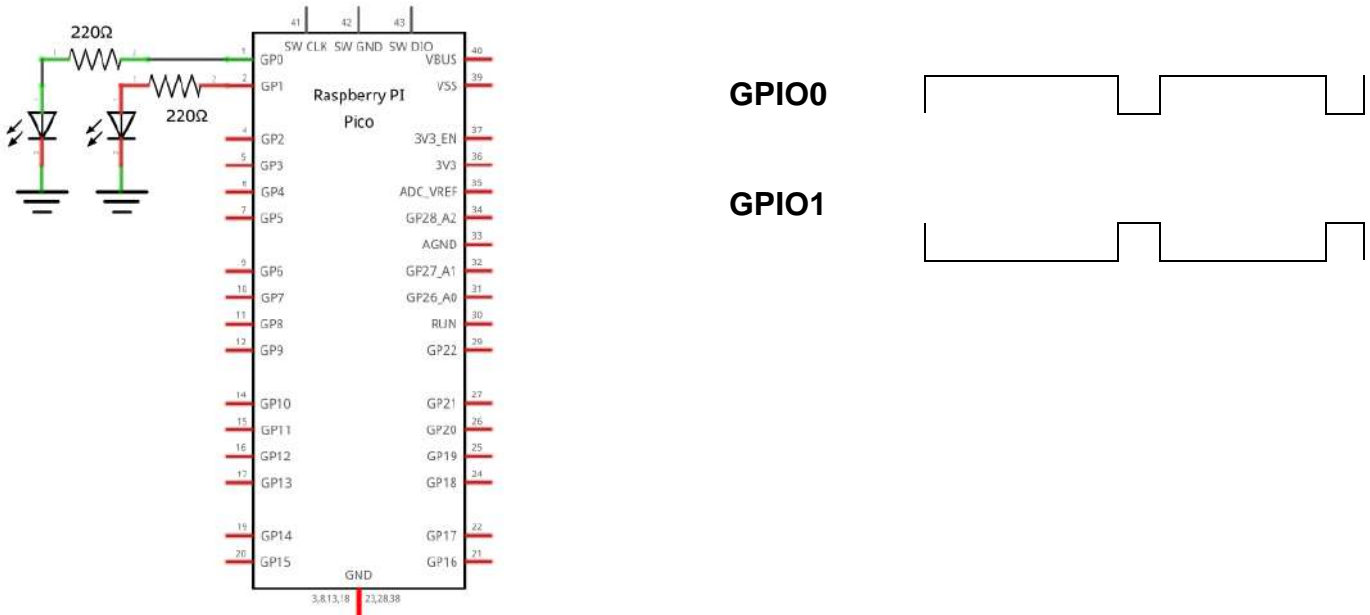 41 42 43
SW CLK SW GND SW DIO
220Ω
1 2 1 GP0 VBUS 40
1 2 2 GP1 VSS 39
220Ω
Raspberry PI
Pico
4 GP2 3V3_EN 37
5 GP3 3V3 36
6 GP4 ADC_VREF 35
7 GP5 GP28_A2 34
AGND 33
9 GP6 GP27_A1 32
10 GP7 GP26_A0 31
11 GP8 RUN 30
12 GP9 GP22 29
14 GP10 GP21 27
15 GP11 GP20 26
16 GP12 GP19 25
17 GP13 GP18 24
19 GP14 GP17 22
20 GP15 GP16 21
GND
3,8,13,18 23,28,38
GPIO0
GPIO1